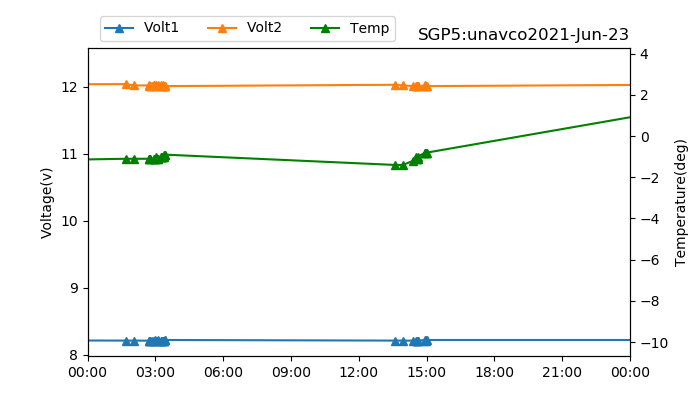 Volt1 Volt2 Temp
SGP5:unavco2021-Jun-23
Voltage(v)
12
11
10
9
8
4
2
0
−2
−4
−6
−8
−10
Temperature(deg)
00:00 03:00 06:00 09:00 12:00 15:00 18:00 21:00 00:00